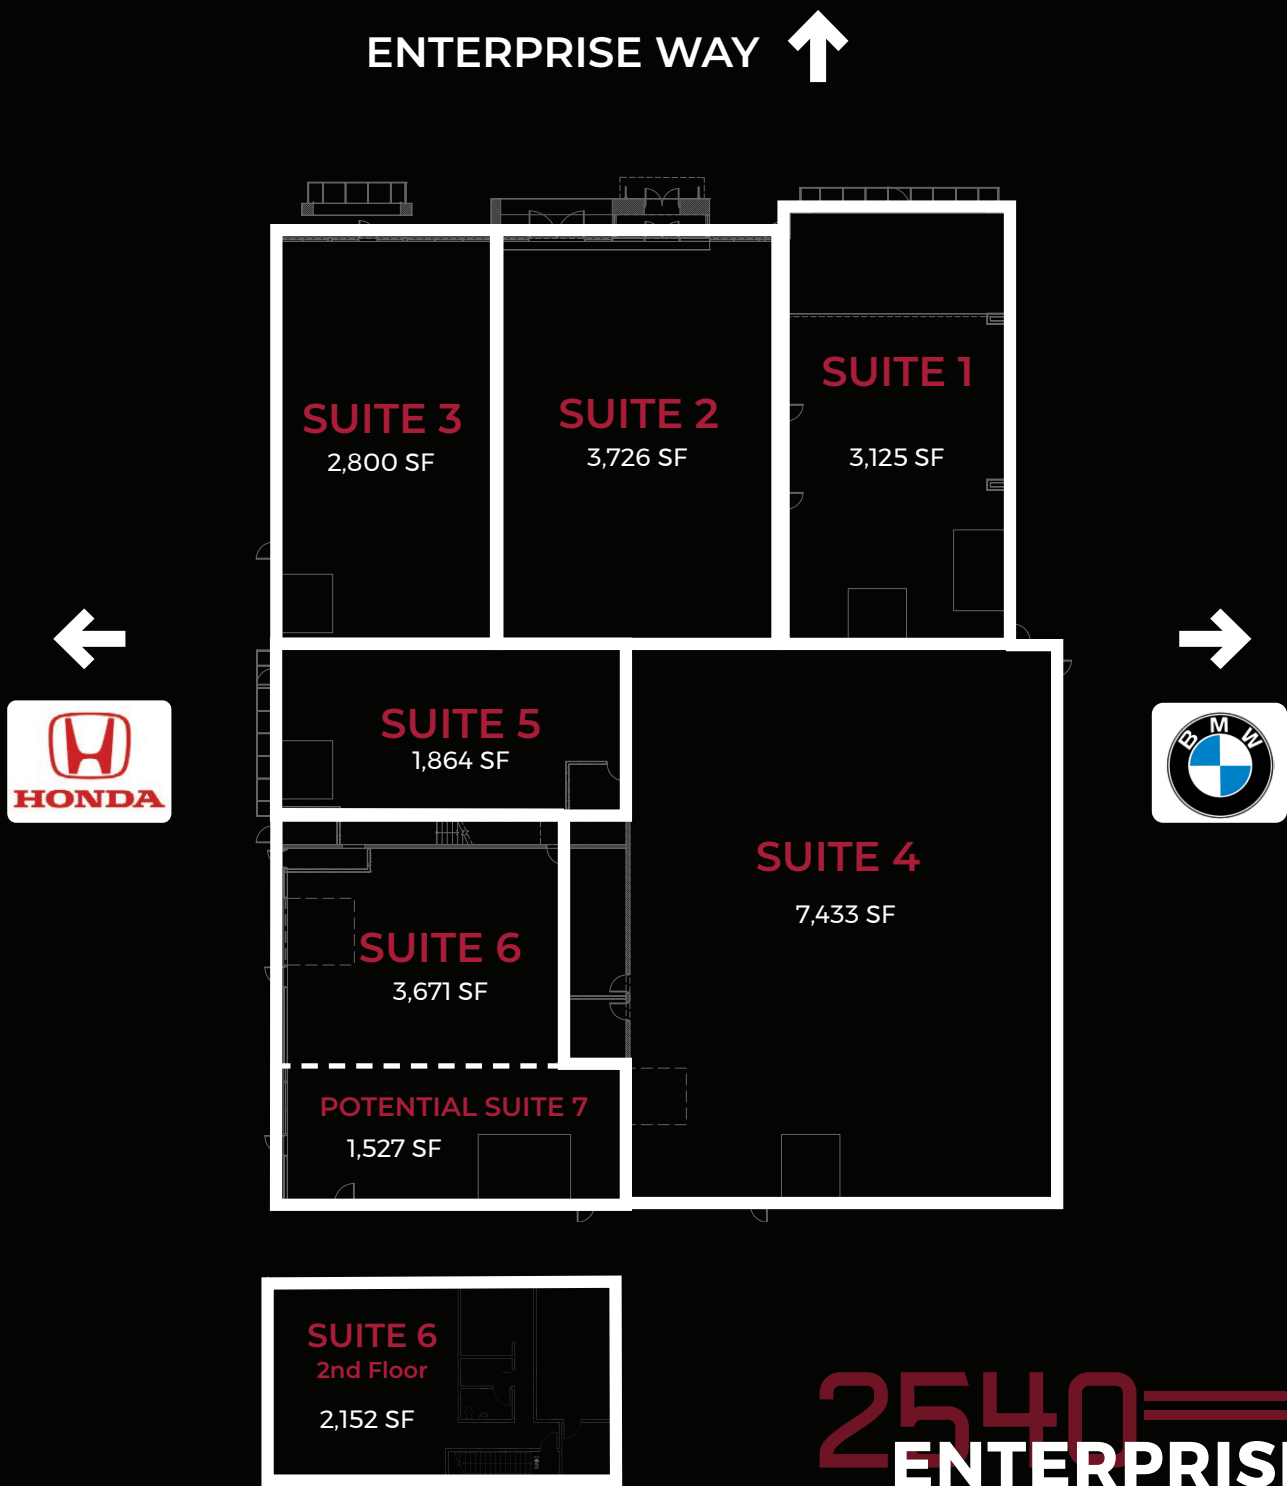 ENTERPRISE WAY
SUITE 1
3,125 SF
SUITE 2
3,726 SF
SUITE 3
2,800 SF
SUITE 5
1,864 SF
HONDA
BMW
SUITE 4
7,433 SF
SUITE 6
3,671 SF
POTENTIAL SUITE 7
1,527 SF
SUITE 6
2nd Floor
2,152 SF
2540
ENTERPRISE